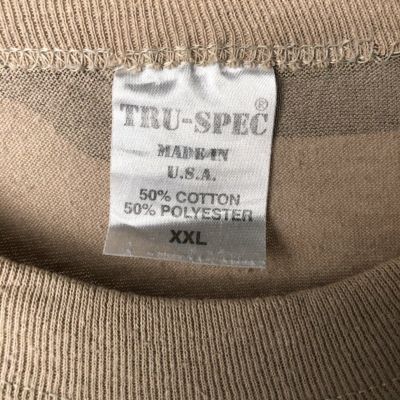 TRU-SPEC®
MADE IN
U.S.A.
50% COTTON
50% POLYESTER
XXL